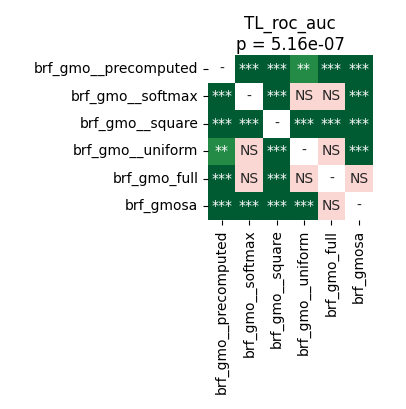 TL_roc_auc
p = 5.16e-07
brf_gmo__precomputed - *** *** ** *** ***
brf_gmo__softmax *** - *** NS NS ***
brf_gmo__square *** *** - *** *** ***
brf_gmo__uniform ** NS *** - NS ***
brf_gmo_full *** NS *** NS - NS
brf_gmosa *** *** *** *** NS -
brf_gmo__precomputed
brf_gmo__softmax
brf_gmo__square
brf_gmo__uniform
brf_gmo_full
brf_gmosa